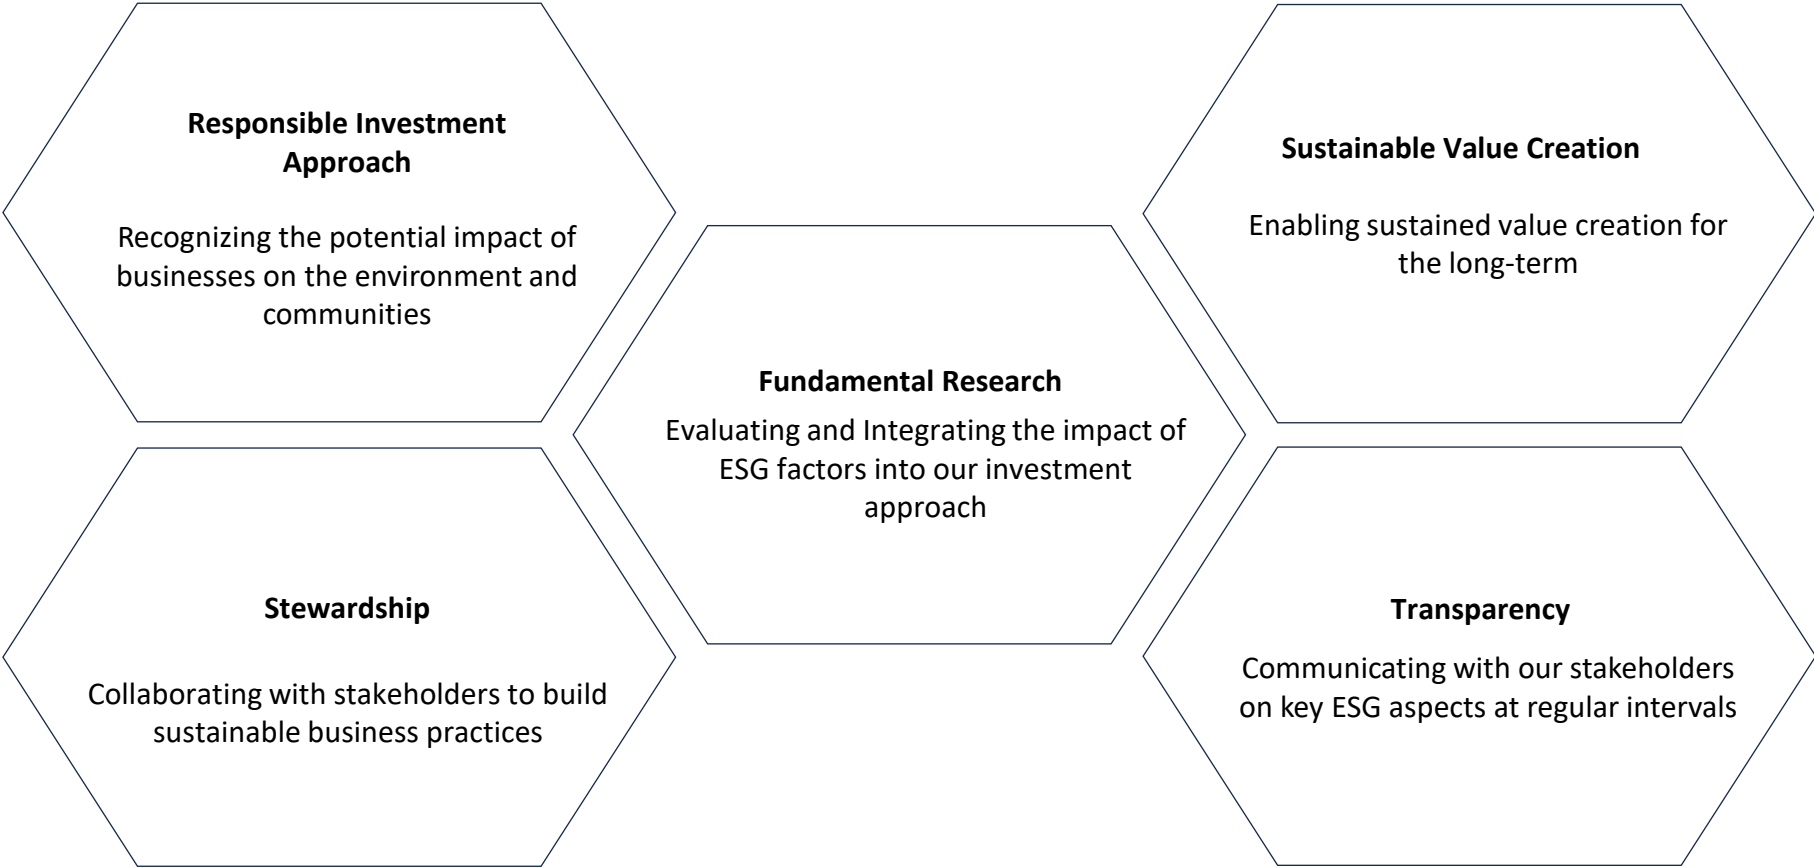 Responsible Investment
Approach
Recognizing the potential impact of
businesses on the environment and
communities
Sustainable Value Creation
Enabling sustained value creation for
the long-term
Fundamental Research
Evaluating and Integrating the impact of
ESG factors into our investment
approach
Stewardship
Collaborating with stakeholders to build
sustainable business practices
Transparency
Communicating with our stakeholders
on key ESG aspects at regular intervals